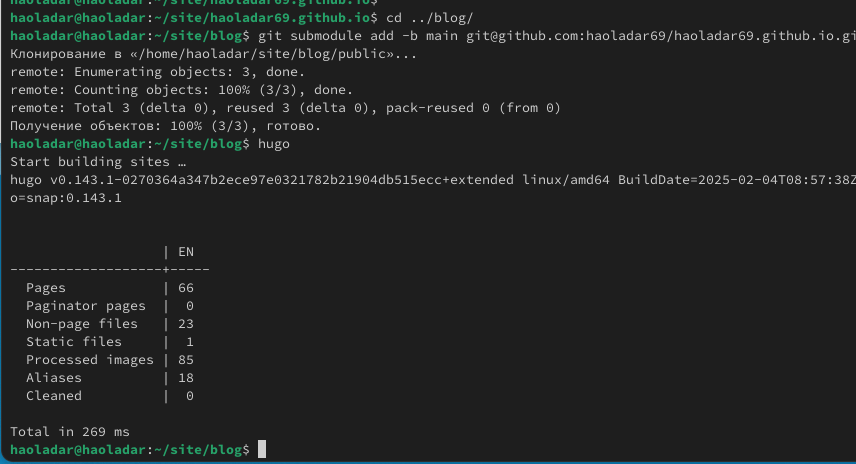 haoladar@haoladar:~/site/haoladar69.github.io$
haoladar@haoladar:~/site/haoladar69.github.io$ cd ../blog/
haoladar@haoladar:~/site/blog$ git submodule add -b main git@github.com:haoladar69/haoladar69.github.io.gi
Клонирование в «/home/haoladar/site/blog/public»...
remote: Enumerating objects: 3, done.
remote: Counting objects: 100% (3/3), done.
remote: Total 3 (delta 0), reused 3 (delta 0), pack-reused 0 (from 0)
Получение объектов: 100% (3/3), готово.
haoladar@haoladar:~/site/blog$ hugo
Start building sites …
hugo v0.143.1-0270364a347b2ece97e0321782b21904db515ecc+extended linux/amd64 BuildDate=2025-02-04T08:57:38Z
o=snap:0.143.1
| EN
-------------------+-----
Pages | 66
Paginator pages | 0
Non-page files | 23
Static files | 1
Processed images | 85
Aliases | 18
Cleaned | 0
Total in 269 ms
haoladar@haoladar:~/site/blog$